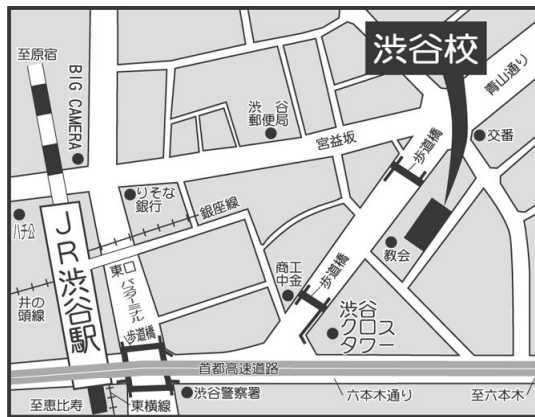 渋谷校
至原宿
BIG CAMERA
青山通り
渋谷
郵便局
宮益坂
歩道橋
交番
りそな
銀行
銀座線
ハチ公
JR渋谷駅
東口
バスターミナル
教会
商工
中金
歩道橋
井の
頭線
歩道橋
渋谷
クロス
タワー
首都高速道路
至恵比寿
東横線
渋谷警察署
六本木通り
至六本木